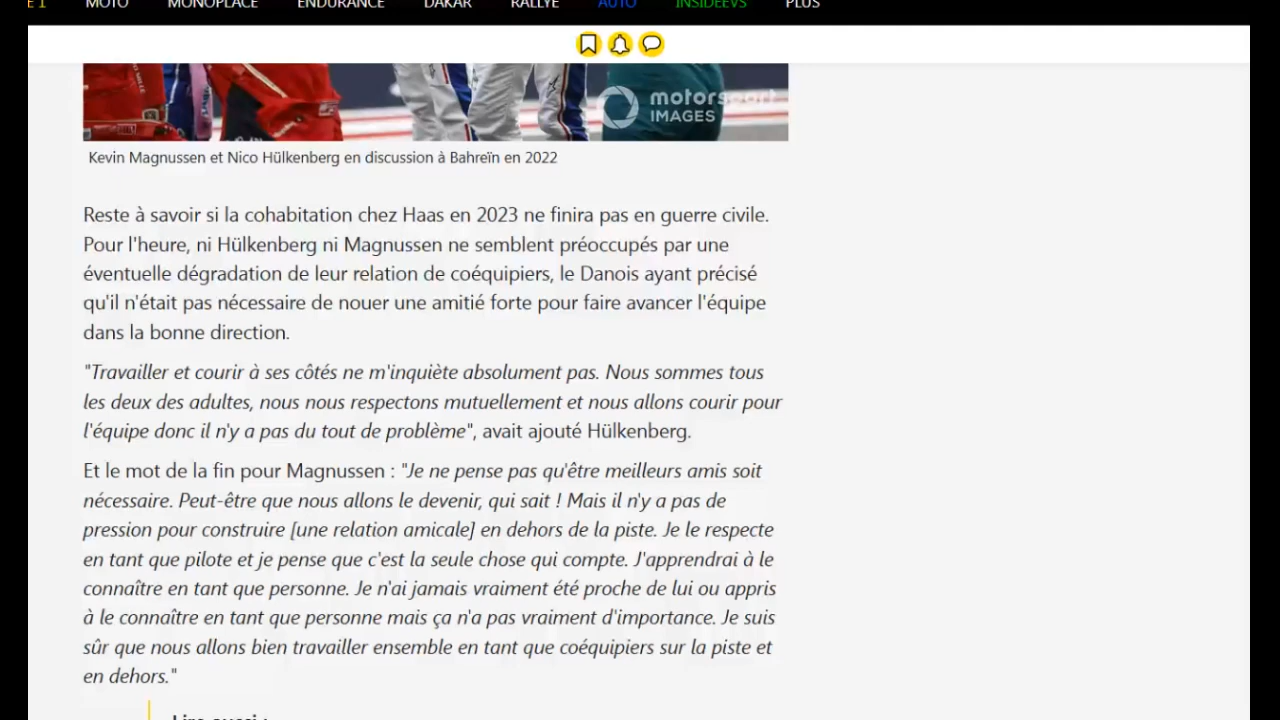 E 1 MOTO MONOPLACE ENDURANCE DAKAR RALLYE AUTO INSIDEEVS PLUS
motorsport
IMAGES
Kevin Magnussen et Nico Hülkenberg en discussion à Bahreïn en 2022
Reste à savoir si la cohabitation chez Haas en 2023 ne finira pas en guerre civile.
Pour l'heure, ni Hülkenberg ni Magnussen ne semblent préoccupés par une
éventuelle dégradation de leur relation de coéquipiers, le Danois ayant précisé
qu'il n'était pas nécessaire de nouer une amitié forte pour faire avancer l'équipe
dans la bonne direction.
"Travailler et courir à ses côtés ne m'inquiète absolument pas. Nous sommes tous
les deux des adultes, nous nous respectons mutuellement et nous allons courir pour
l'équipe donc il n'y a pas du tout de problème", avait ajouté Hülkenberg.
Et le mot de la fin pour Magnussen : "Je ne pense pas qu'être meilleurs amis soit
nécessaire. Peut-être que nous allons le devenir, qui sait ! Mais il n'y a pas de
pression pour construire [une relation amicale] en dehors de la piste. Je le respecte
en tant que pilote et je pense que c'est la seule chose qui compte. J'apprendrai à le
connaître en tant que personne. Je n'ai jamais vraiment été proche de lui ou appris
à le connaître en tant que personne mais ça n'a pas vraiment d'importance. Je suis
sûr que nous allons bien travailler ensemble en tant que coéquipiers sur la piste et
en dehors."
Lire aussi :